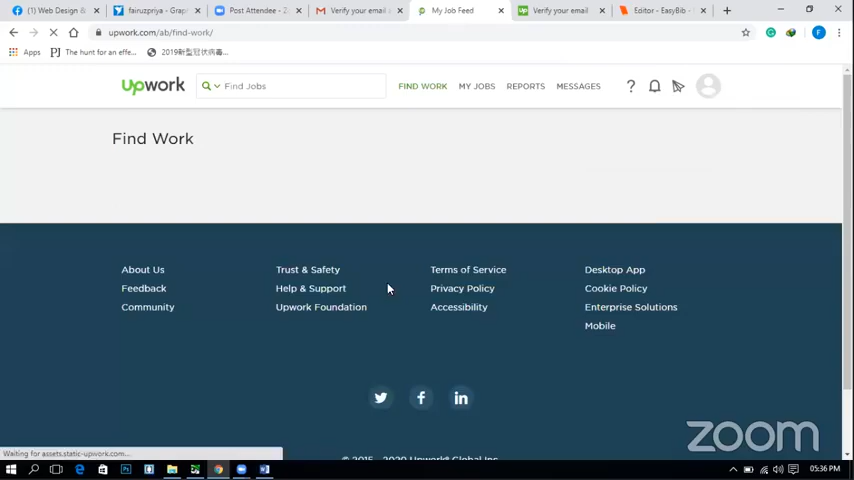 (1) Web Design &
fairuzpriya - Grap
Post Attendee - Z
Verify your email a
My Job Feed
Verify your email
Editor - EasyBib -
upwork.com/ab/find-work/
F
Apps
The hunt for an effe...
2019新型冠状病毒...
Upwork
Find Jobs
FIND WORK
MY JOBS
REPORTS
MESSAGES
Find Work
About Us
Trust & Safety
Terms of Service
Desktop App
Feedback
Help & Support
Privacy Policy
Cookie Policy
Community
Upwork Foundation
Accessibility
Enterprise Solutions
Mobile
zoom
Waiting for assets.static-upwork.com...
© 2015 - 2020 Upwork® Global Inc.
05:36 PM